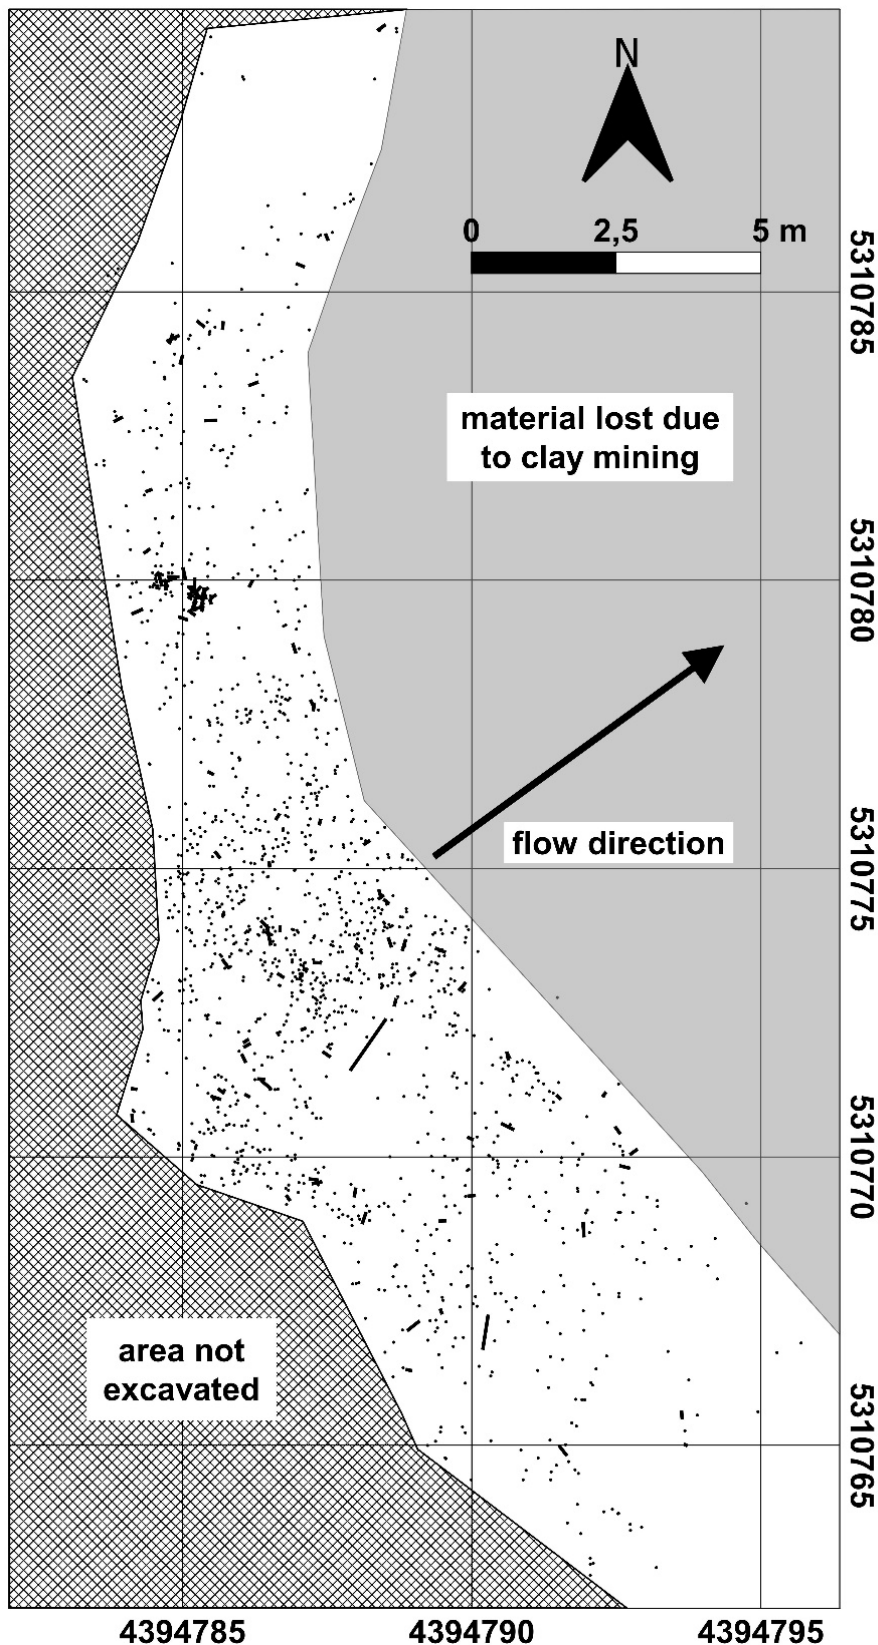 N
0 2,5 5 m
5310785
material lost due
to clay mining
5310780
flow direction
5310775
5310770
area not
excavated
5310765
4394785 4394790 4394795